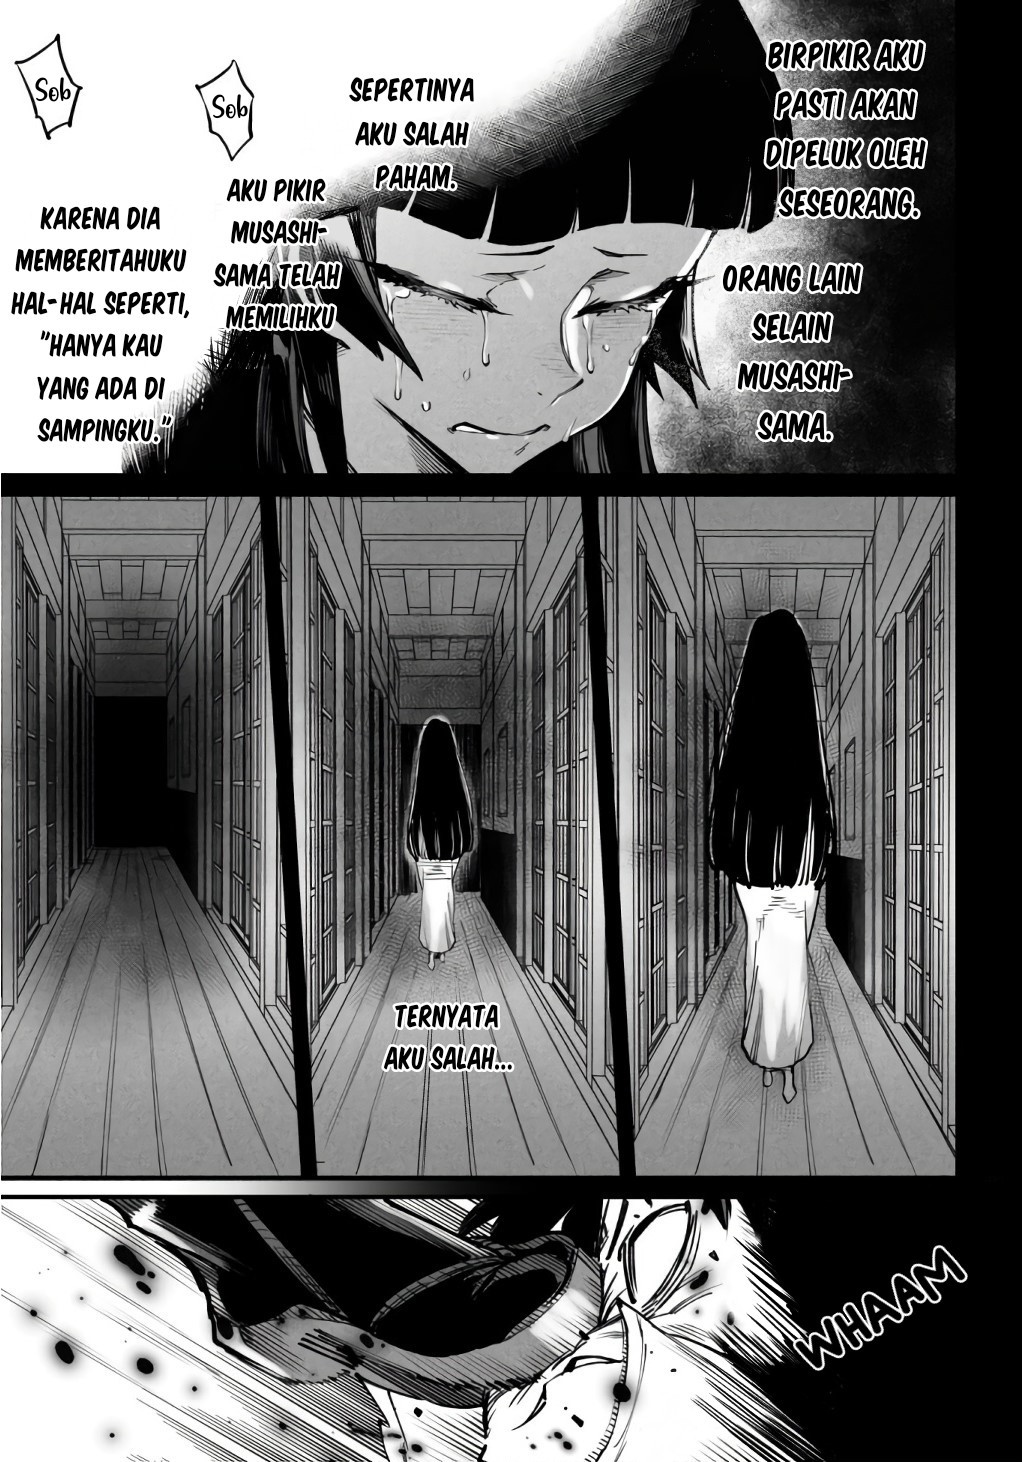 BIRPIKIR AKU
PASTI AKAN
DIPELUK OLEH
SESEORANG.
ORANG LAIN
SELAIN
MUSASHI-
SAMA.
SEPERTINYA
AKU SALAH
PAHAM.
AKU PIKIR
MUSASHI-
SAMA TELAH
MEMILIHKU
Sob
Sob
KARENA DIA
MEMBERITAHUKU
HAL-HAL SEPERTI,
"HANYA KAU
YANG ADA DI
SAMPINGKU."
TERNYATA
AKU SALAH...
WHAAM